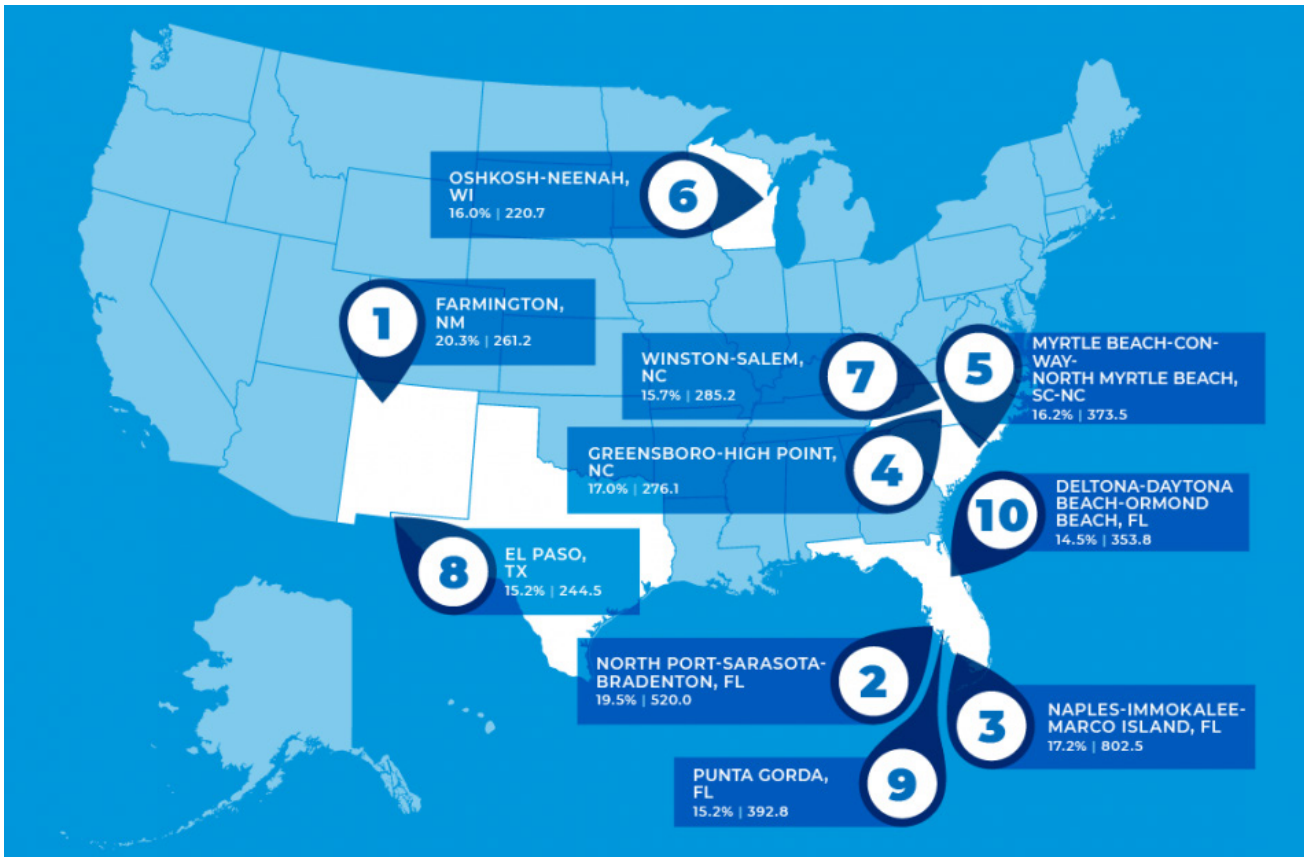 OSHKOSH-NEENAH,
WI
16.0% | 220.7
6
1
FARMINGTON,
NM
20.3% | 261.2
WINSTON-SALEM,
NC
15.7% | 285.2
7
5
MYRTLE BEACH-CON-
WAY-
NORTH MYRTLE BEACH,
SC-NC
16.2% | 373.5
GREENSBORO-HIGH POINT,
NC
17.0% | 276.1
4
10
DELTONA-DAYTONA
BEACH-ORMOND
BEACH, FL
14.5% | 353.8
8
EL PASO,
TX
15.2% | 244.5
NORTH PORT-SARASOTA-
BRADENTON, FL
19.5% | 520.0
2
3
NAPLES-IMMOKALEE-
MARCO ISLAND, FL
17.2% | 802.5
PUNTA GORDA,
FL
15.2% | 392.8
9